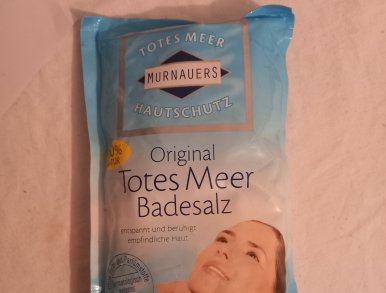 TOTES MEER
MURNAUERS
HAUTSCHUTZ
Original
Totes Meer
Badesalz
entspannt und beruhigt
empfindliche Haut